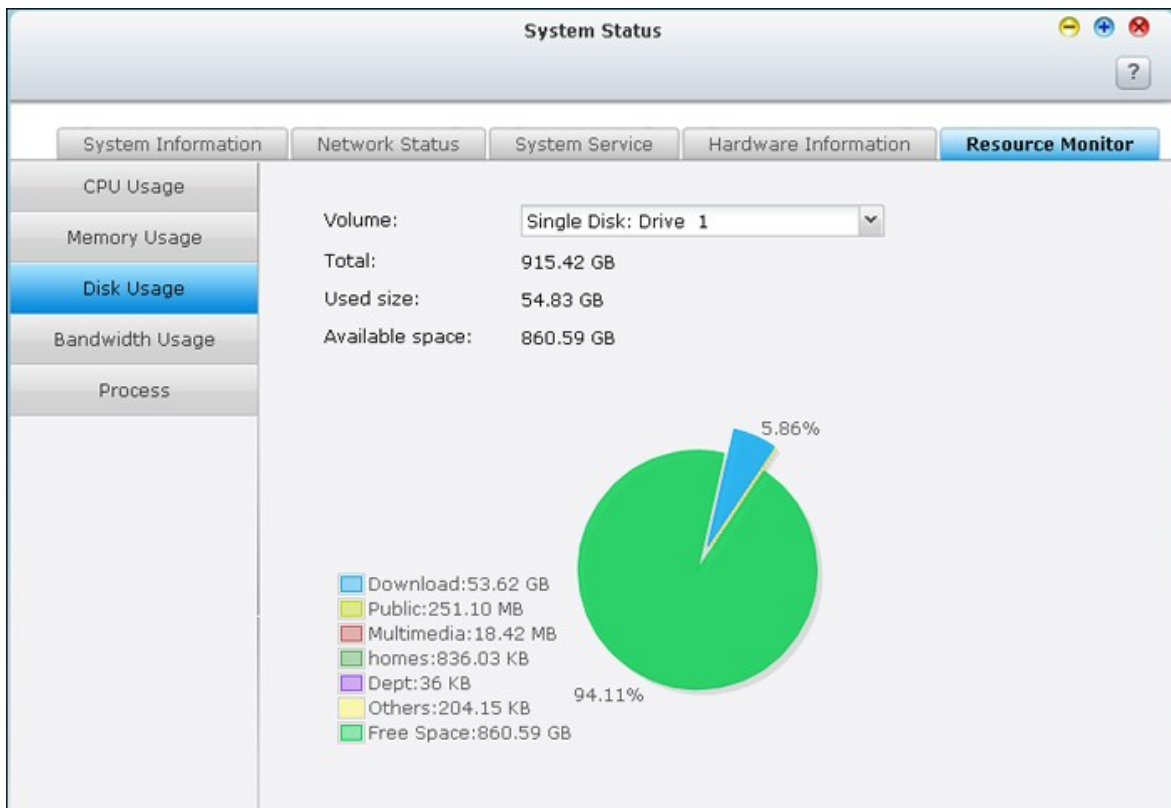 System Status
?
System Information Network Status System Service Hardware Information Resource Monitor
CPU Usage
Memory Usage
Disk Usage
Bandwidth Usage
Process
Volume: Single Disk: Drive 1
Total: 915.42 GB
Used size: 54.83 GB
Available space: 860.59 GB
5.86%
Download:53.62 GB
Public:251.10 MB
Multimedia:18.42 MB
homes:836.03 KB
Dept:36 KB
Others:204.15 KB
Free Space:860.59 GB
94.11%